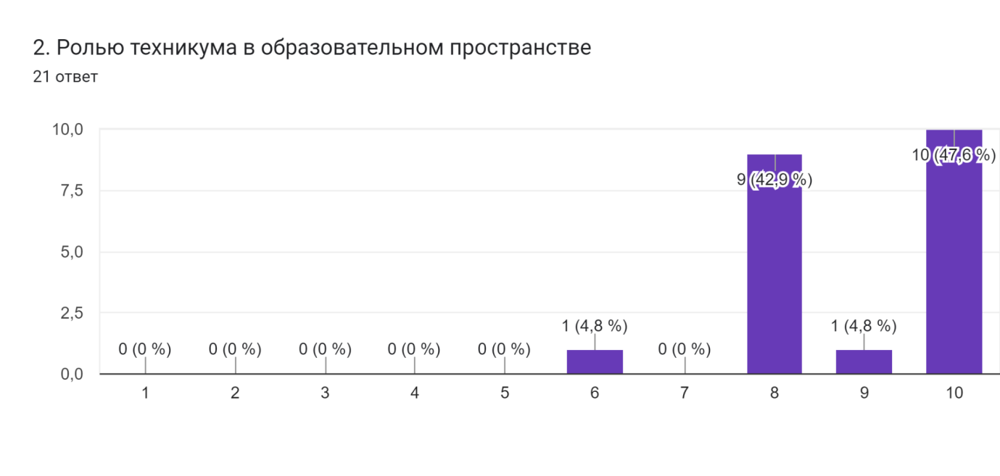 2. Ролью техникума в образовательном пространстве
21 ответ
10,0
7,5
5,0
2,5
0,0
0 (0 %)
0 (0 %)
0 (0 %)
0 (0 %)
0 (0 %)
1 (4,8 %)
0 (0 %)
9 (42,9 %)
1 (4,8 %)
10 (47,6 %)
1 2 3 4 5 6 7 8 9 10